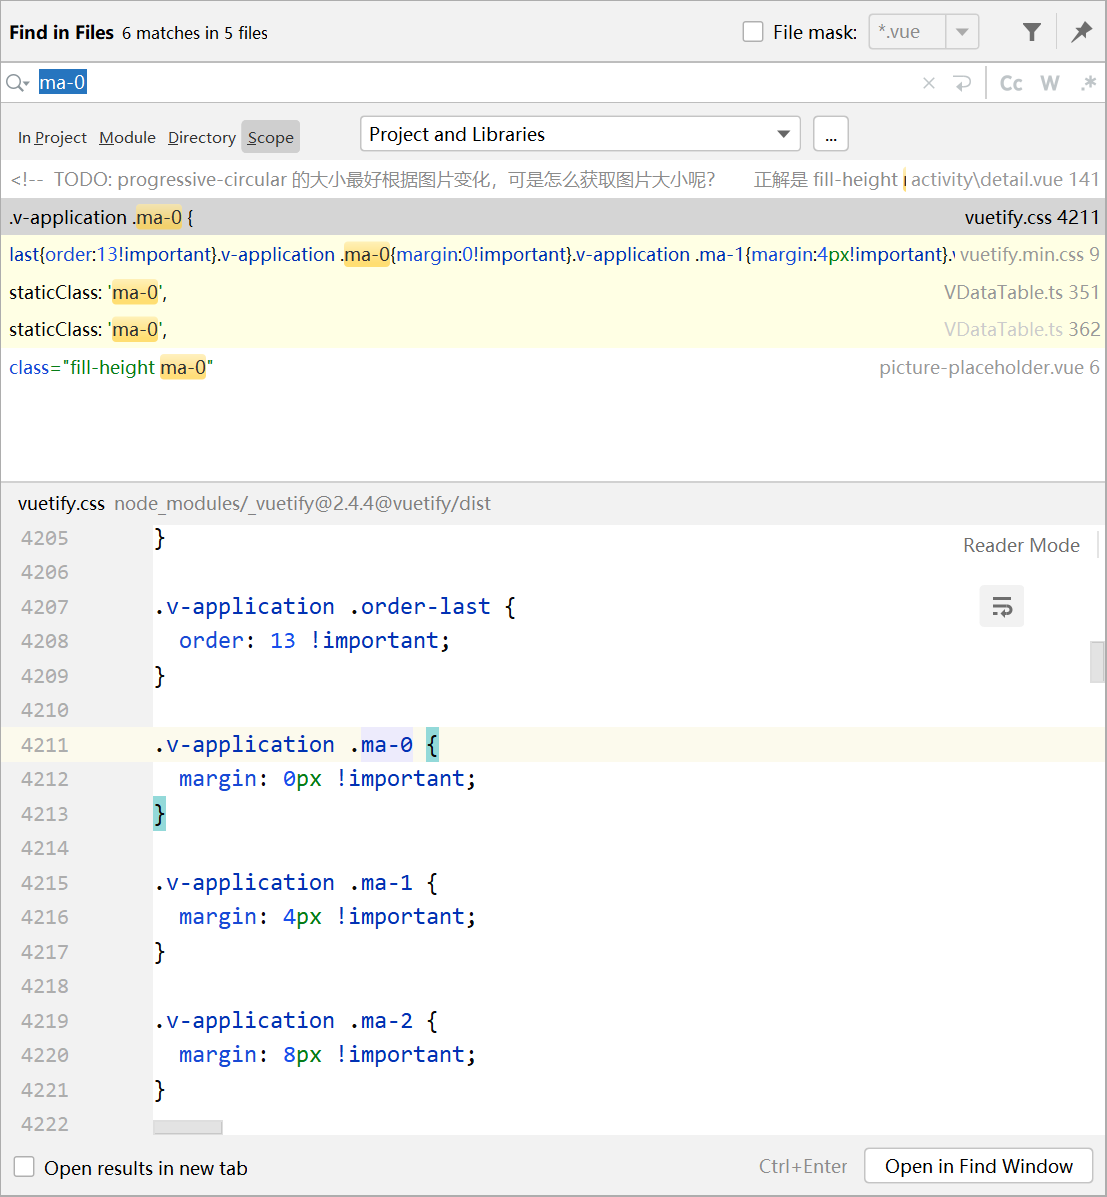 Find in Files 6 matches in 5 files File mask: *.vue
ma-0 Cc W .*
In Project Module Directory Scope Project and Libraries ...
<!-- TODO: progressive-circular 的大小最好根据图片变化，可是怎么获取图片大小呢？ 正解是 fill-height activity\detail.vue 141
.v-application .ma-0 { vuetify.css 4211
last{order:13!important}.v-application .ma-0{margin:0!important}.v-application .ma-1{margin:4px!important}.v vuetify.min.css 9
staticClass: 'ma-0', VDataTable.ts 351
staticClass: 'ma-0', VDataTable.ts 362
class="fill-height ma-0" picture-placeholder.vue 6
vuetify.css node_modules/_vuetify@2.4.4@vuetify/dist
4205 }
Reader Mode
4206
4207 .v-application .order-last {
4208 order: 13 !important;
4209 }
4210
4211 .v-application .ma-0 {
4212 margin: 0px !important;
4213 }
4214
4215 .v-application .ma-1 {
4216 margin: 4px !important;
4217 }
4218
4219 .v-application .ma-2 {
4220 margin: 8px !important;
4221 }
4222
Open results in new tab Ctrl+Enter Open in Find Window